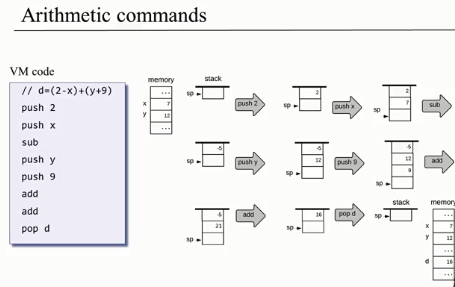 Arithmetic commands
VM code
// d=(2-x)+(y+9)
push 2
push x
sub
push y
push 9
add
add
pop d
memory stack
...
x 7
y 12
...
sp
push 2
2
sp
push x
2
7
sp
sub
-5
sp
push y
-5
12
sp
push 9
-5
12
9
sp
add
-5
21
sp
add
16
sp
pop d
stack memory
sp
...
x 7
y 12
...
d 16
...